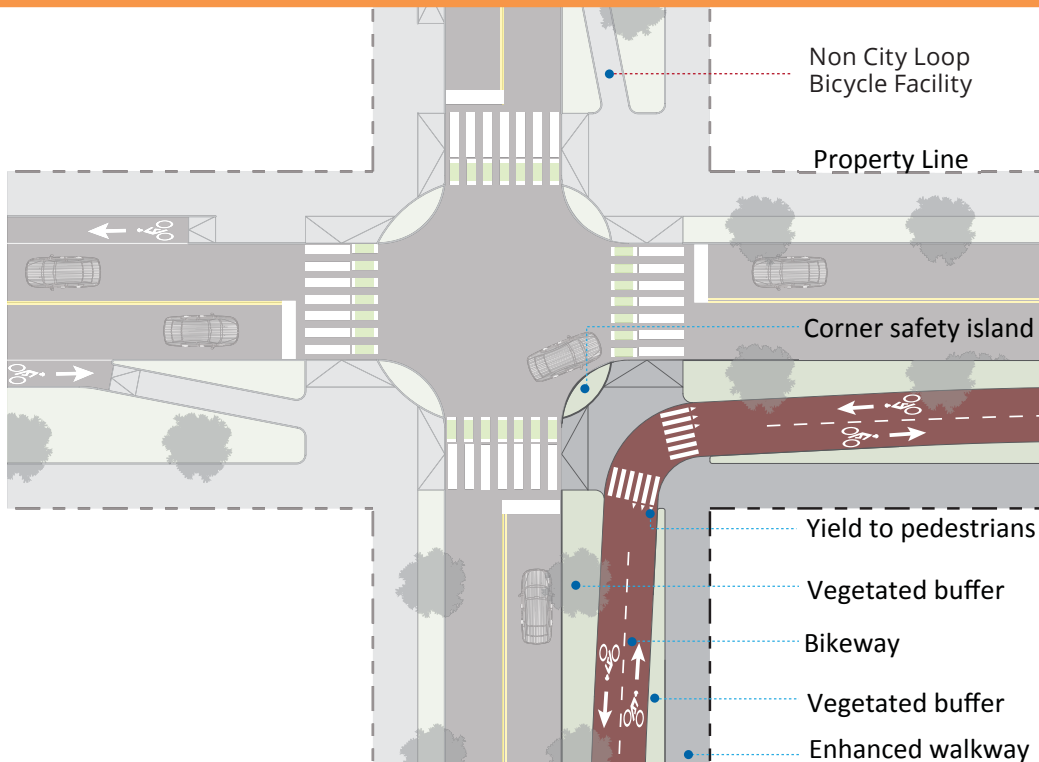 Non City Loop
Bicycle Facility
Property Line
Corner safety island
Yield to pedestrians
Vegetated buffer
Bikeway
Vegetated buffer
Enhanced walkway